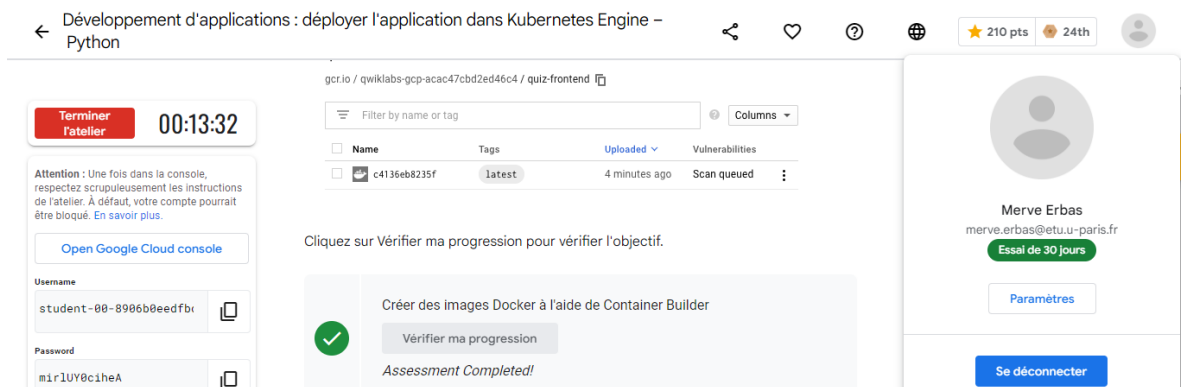 Développement d'applications : déployer l'application dans Kubernetes Engine –
Python
210 pts
24th
gcr.io / qwiklabs-gcp-acac47cbd2ed46c4 / quiz-frontend
Terminer
l'atelier
00:13:32
Filter by name or tag
Columns
Name
Tags
Uploaded
Vulnerabilities
c4136eb8235f
latest
4 minutes ago
Scan queued
Attention : Une fois dans la console,
respectez scrupuleusement les instructions
de l'atelier. À défaut, votre compte pourrait
être bloqué. En savoir plus.
Open Google Cloud console
Username
student-00-8906b0eedfb
Password
mirlUY0ciheA
Cliquez sur Vérifier ma progression pour vérifier l'objectif.
Créer des images Docker à l'aide de Container Builder
Vérifier ma progression
Assessment Completed!
Merve Erbas
merve.erbas@etu.u-paris.fr
Essai de 30 jours
Paramètres
Se déconnecter